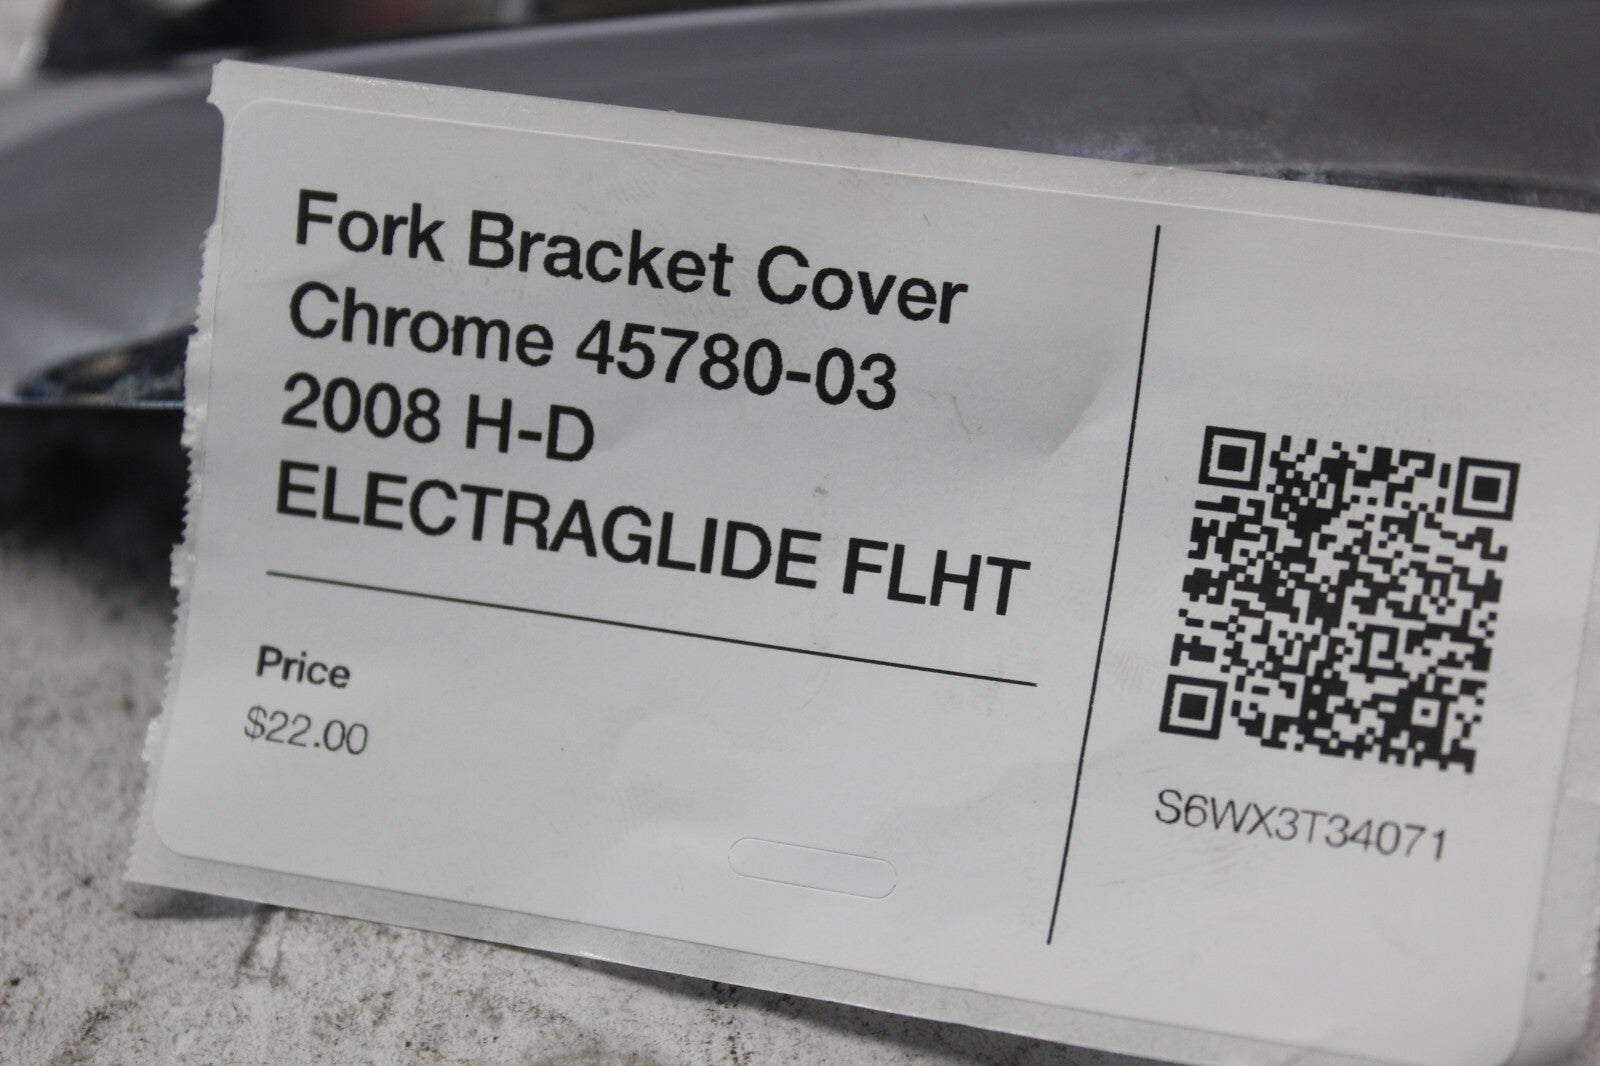 Fork Bracket Cover
Chrome 45780-03
2008 H-D
ELECTRAGLIDE FLHT
Price
$22.00
S6WX3T34071